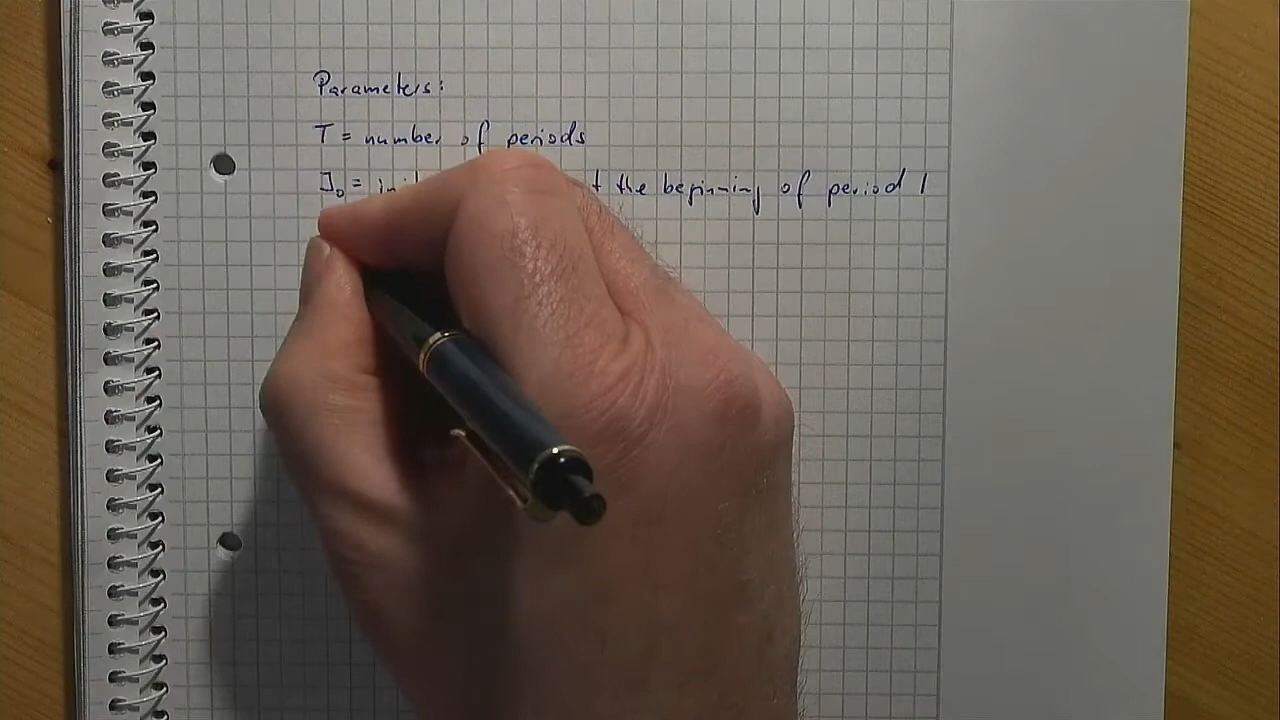 Parameters:
T = number of periods
I₀ = the beginning of period 1